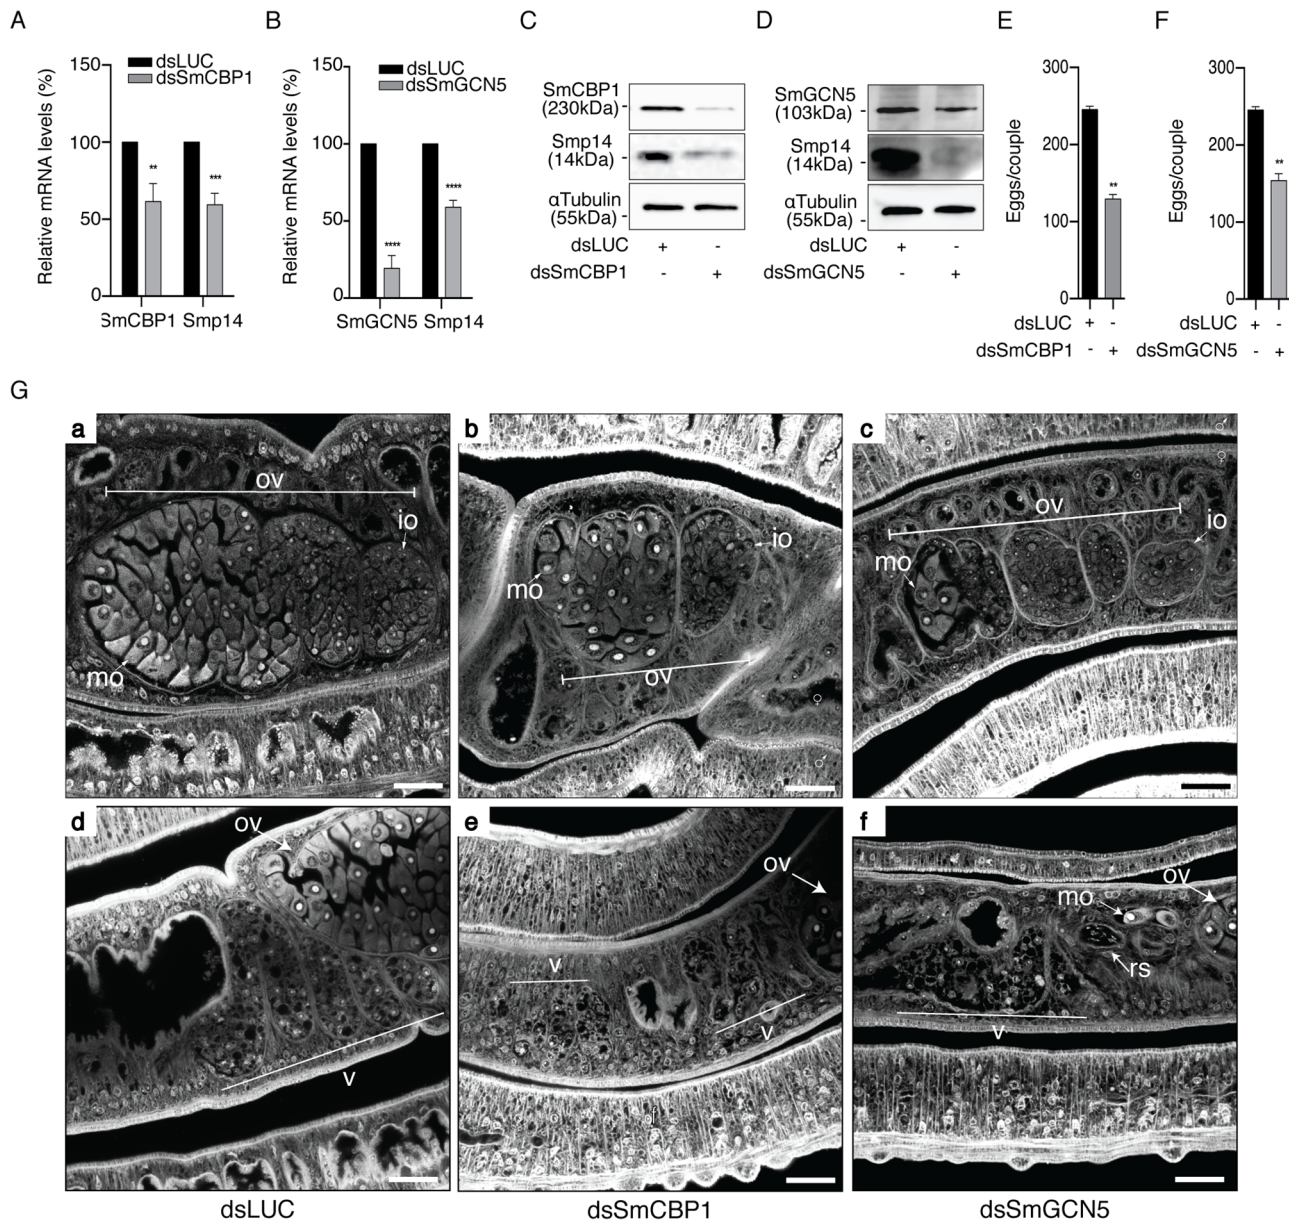 A
B
C
D
E
F
150
100
50
0
Relative mRNA levels (%)
dsLUC
dsSmCBP1
**
***
SmCBP1 Smp14
150
100
50
0
Relative mRNA levels (%)
dsLUC
dsSmGCN5
****
****
SmGCN5 Smp14
SmCBP1
(230kDa) -
Smp14
(14kDa) -
αTubulin
(55kDa) -
dsLUC + -
dsSmCBP1 - +
SmGCN5
(103kDa) -
Smp14
(14kDa) -
αTubulin
(55kDa) -
dsLUC + -
dsSmGCN5 - +
300
200
100
0
Eggs/couple
**
dsLUC + -
dsSmCBP1 - +
300
200
100
0
Eggs/couple
**
dsLUC + -
dsSmGCN5 - +
G
a
ov
io
mo
b
io
mo
ov
♀
♂
c
♂
♀
ov
io
mo
d
ov
v
e
ov
v
v
f
ov
mo
rs
v
dsLUC
dsSmCBP1
dsSmGCN5